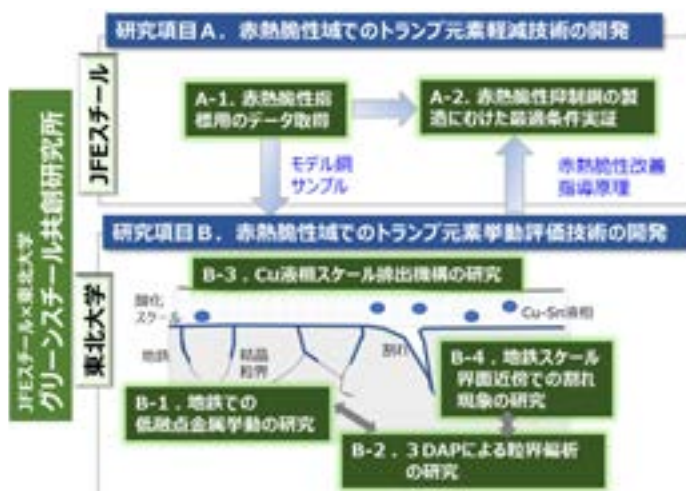 JFEスチール×東北大学
グリーンスチール共創研究所
JFEスチール
研究項目A．赤熱脆性域でのトランプ元素軽減技術の開発
A-1．赤熱脆性指
標用のデータ取得
A-2．赤熱脆性抑制鋼の製
造にむけた最適条件実証
モデル鋼
サンプル
赤熱脆性改善
指導原理
東北大学
研究項目B．赤熱脆性域でのトランプ元素挙動評価技術の開発
B-3．Cu液相スケール排出機構の研究
酸化
スケール
Cu-Sn液相
地鉄
結晶
粒界
割れ
B-4．地鉄スケール
界面近傍での割れ
現象の研究
B-1．地鉄での
低融点金属挙動の研究
B-2．３DAPによる粒界偏析
の研究